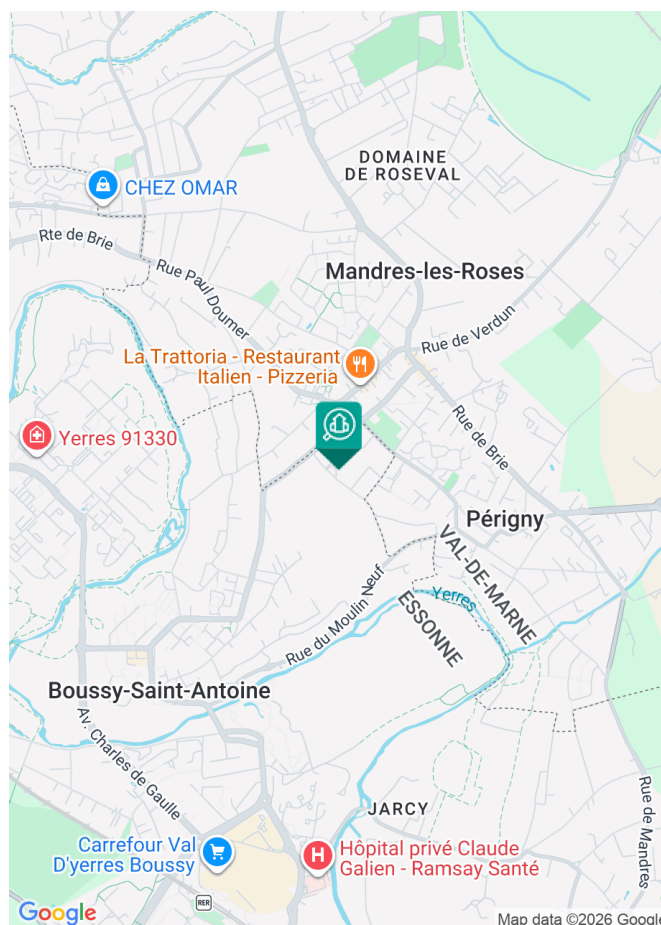 DOMAINE
DE ROSEVAL
CHEZ OMAR
Rte de Brie
Mandres-les-Roses
Rue Paul Doumer
Rue de Verdun
La Trattoria - Restaurant
Italien - Pizzeria
Yerres 91330
Rue de Brie
Périgny
VAL-DE-MARNE
Yerres
ESSONNE
Rue du Moulin Neuf
Boussy-Saint-Antoine
Av. Charles de Gaulle
JARCY
Rue de Mandres
Carrefour Val
D'yerres Boussy
H
Hôpital privé Claude
Galien - Ramsay Santé
RER
Google
Map data ©2026 Google